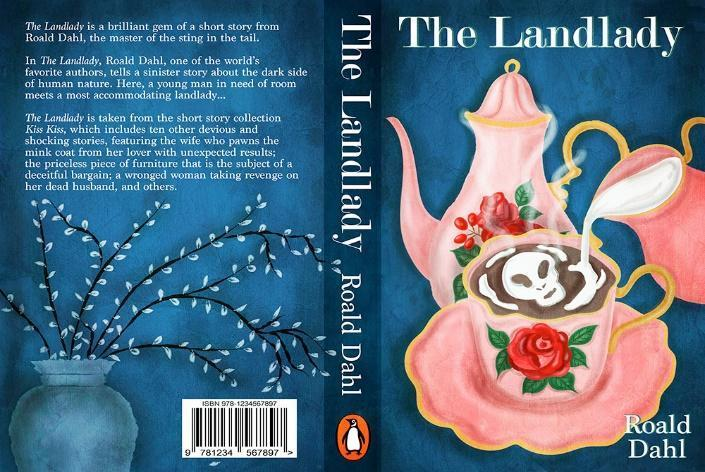 The Landlady is a brilliant gem of a short story from
Roald Dahl, the master of the sting in the tail.
In The Landlady, Roald Dahl, one of the world's
favorite authors, tells a sinister story about the dark side
of human nature. Here, a young man in need of room
meets a most accommodating landlady...
The Landlady is taken from the short story collection
Kiss Kiss, which includes ten other devious and
shocking stories, featuring the wife who pawns the
mink coat from her lover with unexpected results;
the priceless piece of furniture that is the subject of a
deceitful bargain; a wronged woman taking revenge on
her dead husband, and others.
ISBN 978-1234567897
9 781234 567897 >
The Landlady Roald Dahl
The Landlady
Roald
Dahl